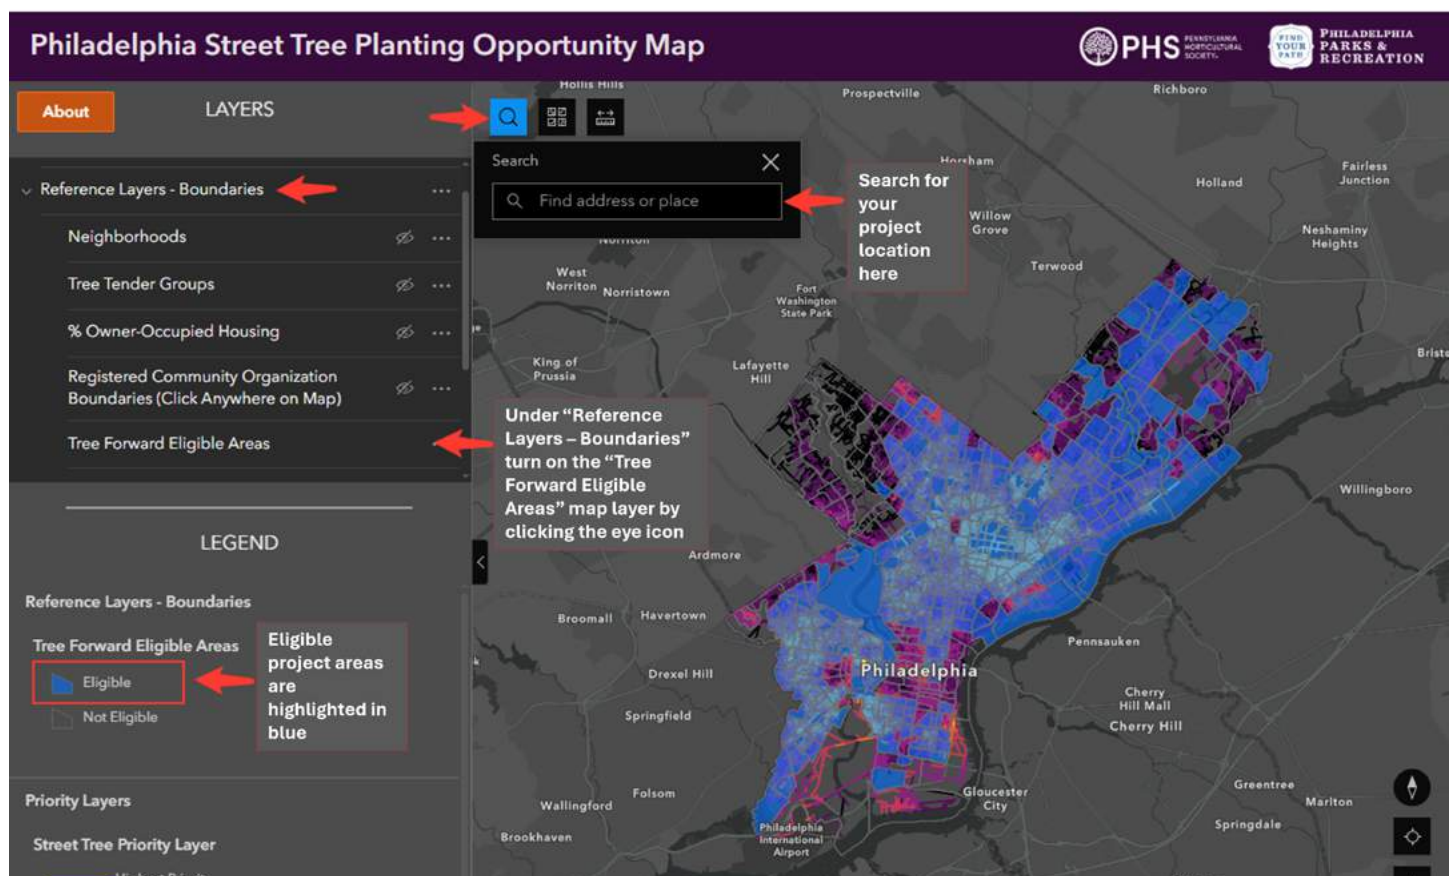 Philadelphia Street Tree Planting Opportunity Map
PHS PENNSYLVANIA
HORTICULTURAL
SOCIETY.
FIND
YOUR
PATH
PHILADELPHIA
PARKS &
RECREATION
About
LAYERS
Reference Layers - Boundaries
Neighborhoods
Tree Tender Groups
% Owner-Occupied Housing
Registered Community Organization
Boundaries (Click Anywhere on Map)
Tree Forward Eligible Areas
LEGEND
Reference Layers - Boundaries
Tree Forward Eligible Areas
Eligible
Not Eligible
Eligible
project areas
are
highlighted in
blue
Priority Layers
Street Tree Priority Layer
Search
Find address or place
Search for
your
project
location
here
Under “Reference
Layers – Boundaries”
turn on the “Tree
Forward Eligible
Areas” map layer by
clicking the eye icon
Hollis Hills
Prospectville
Richboro
Horsham
Holland
Fairless
Junction
Willow
Grove
Neshaminy
Heights
Norriton
West
Norriton
Norristown
Fort
Washington
State Park
Terwood
King of
Prussia
Lafayette
Hill
Willingboro
Ardmore
Broomall
Havertown
Pennsauken
Drexel Hill
Philadelphia
Cherry
Hill Mall
Cherry Hill
Springfield
Folsom
Wallingford
Gloucester
City
Greentree
Marlton
Springdale
Brookhaven
Philadelphia
International
Airport